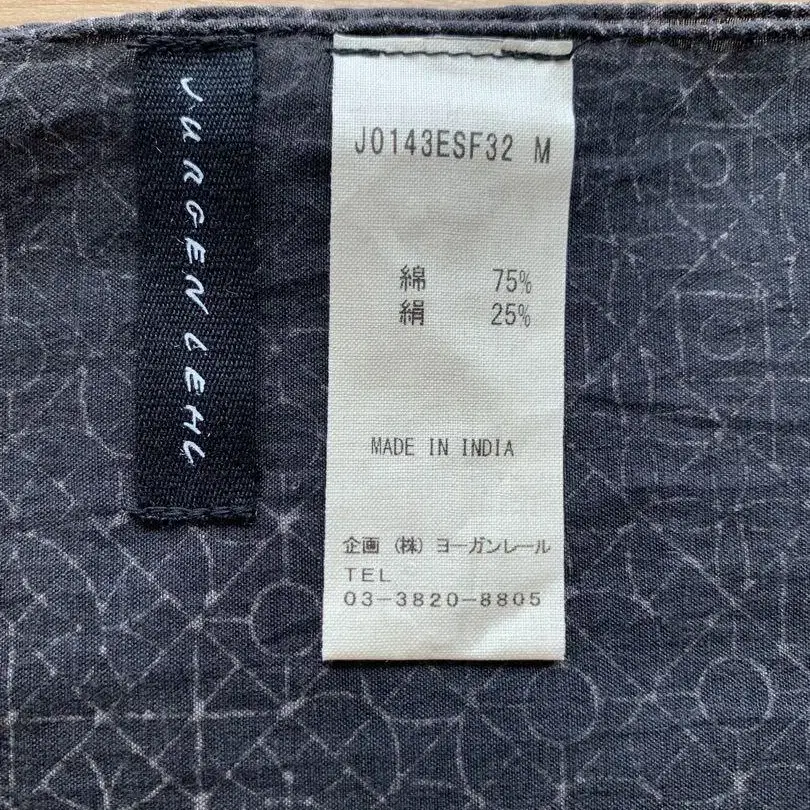 JURGEN LEHL
J0143ESF32 M
綿 75%
絹 25%
MADE IN INDIA
企画 (株) ヨーガンレール
TEL
03-3820-8805